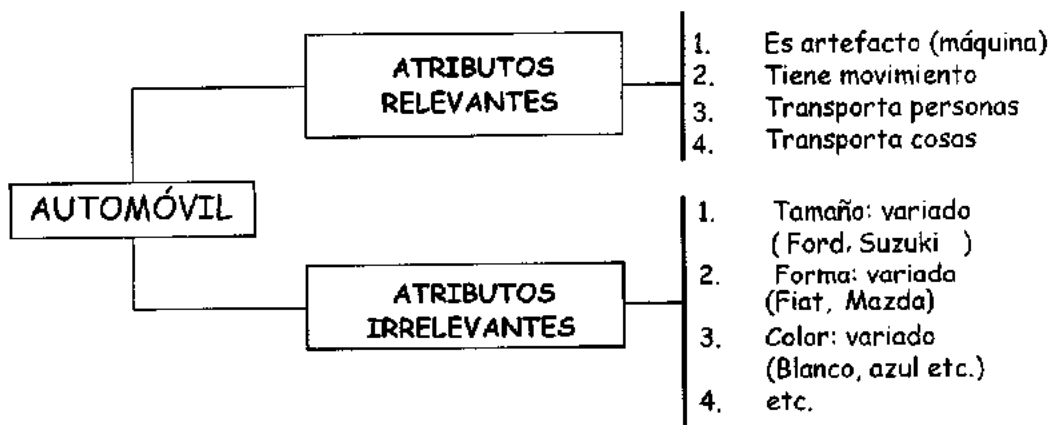 AUTOMÓVIL
ATRIBUTOS
RELEVANTES
1. Es artefacto (máquina)
2. Tiene movimiento
3. Transporta personas
4. Transporta cosas
ATRIBUTOS
IRRELEVANTES
1. Tamaño: variado
( Ford, Suzuki )
2. Forma: variada
(Fiat, Mazda)
3. Color: variado
(Blanco, azul etc.)
4. etc.